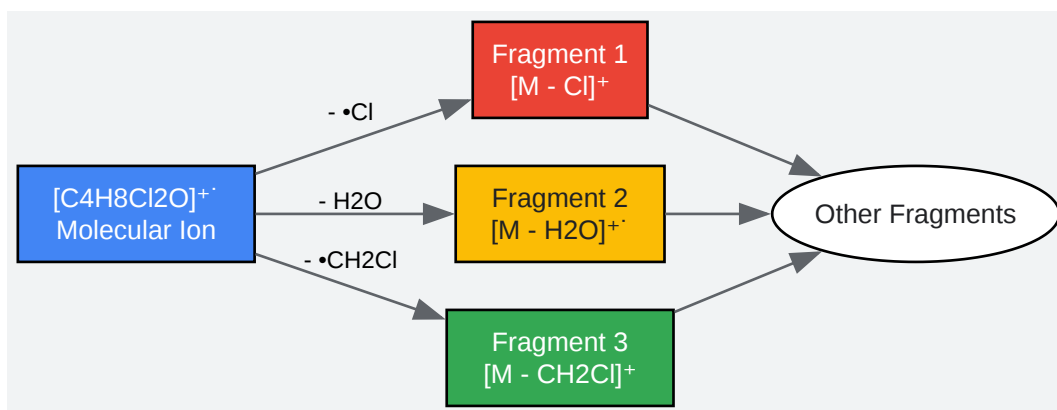 Fragment 1
[M - Cl]⁺
- •Cl
[C4H8Cl2O]⁺˙
Molecular Ion
- H2O
Fragment 2
[M - H2O]⁺˙
Other Fragments
- •CH2Cl
Fragment 3
[M - CH2Cl]⁺